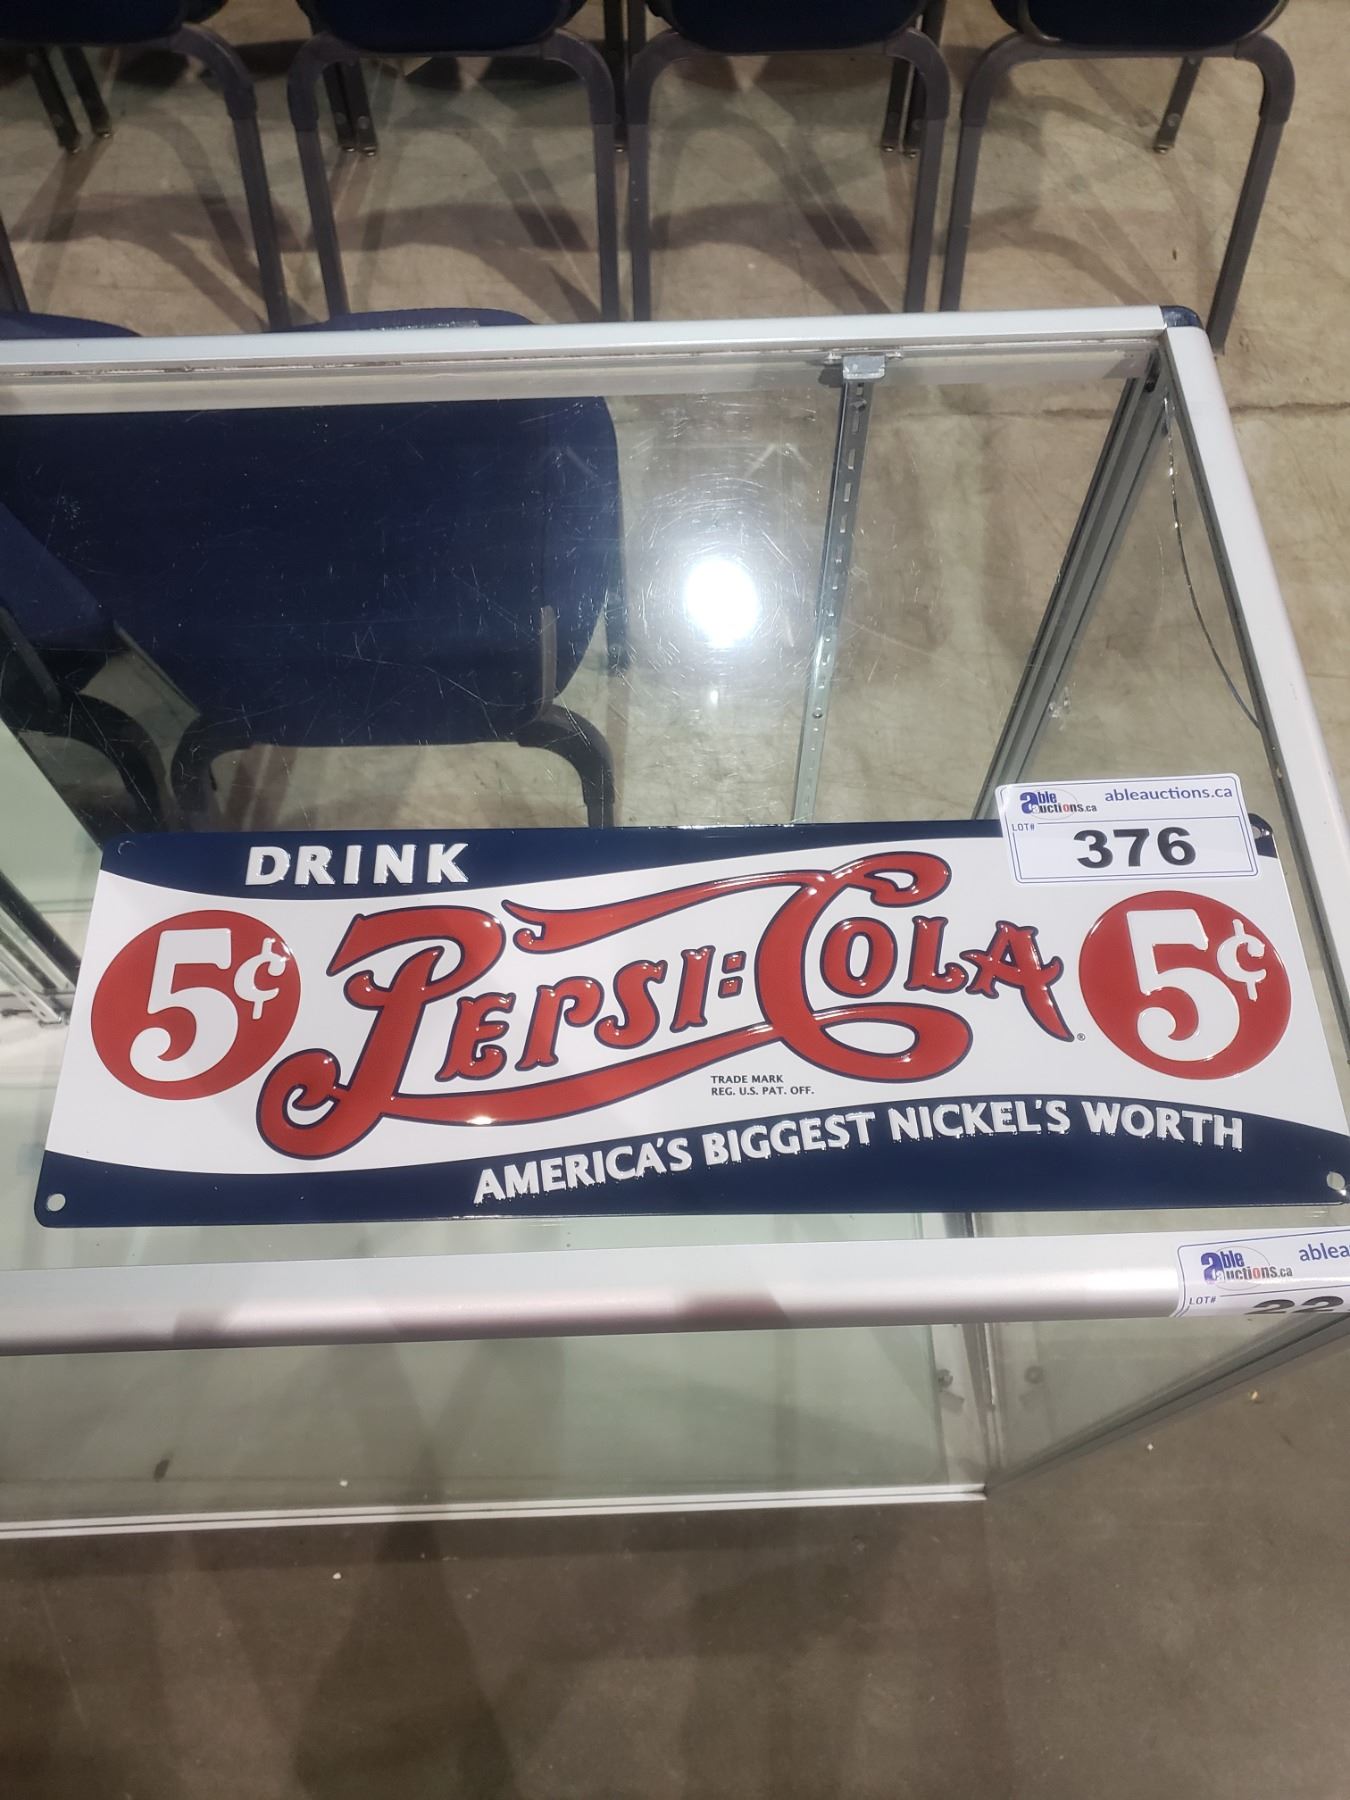 able auctions.ca
ableauctions.ca
LOT#
376
DRINK
5¢
PEPSI:COLA
®
5¢
TRADE MARK
REG. U.S. PAT. OFF.
AMERICA'S BIGGEST NICKEL'S WORTH
able auctions.ca
ablea
LOT#